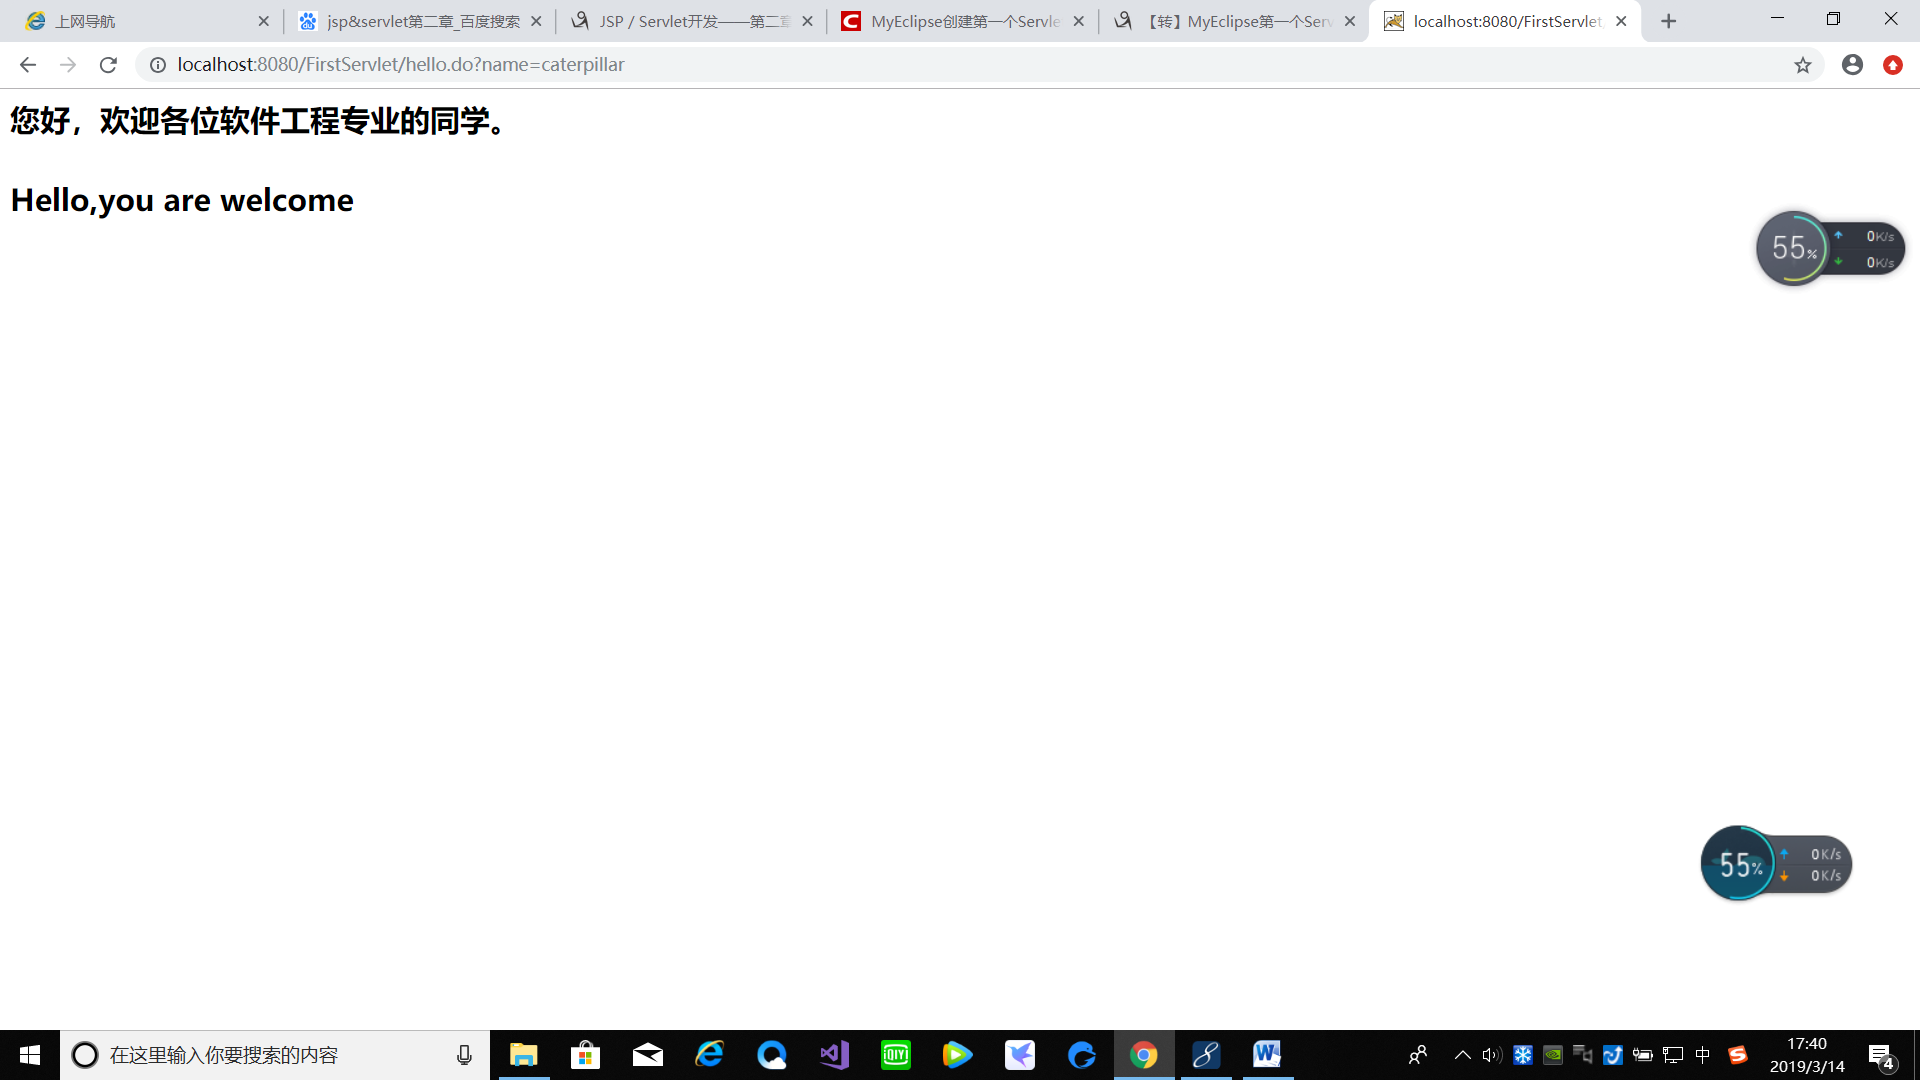 上网导航
jsp&servlet第二章_百度搜索
JSP / Servlet开发——第二章
MyEclipse创建第一个Servle
【转】MyEclipse第一个Serv
localhost:8080/FirstServlet
localhost:8080/FirstServlet/hello.do?name=caterpillar
您好，欢迎各位软件工程专业的同学。
Hello,you are welcome
55%
0K/s
0K/s
55%
0K/s
0K/s
在这里输入你要搜索的内容
QIYI
中
17:40
2019/3/14
4